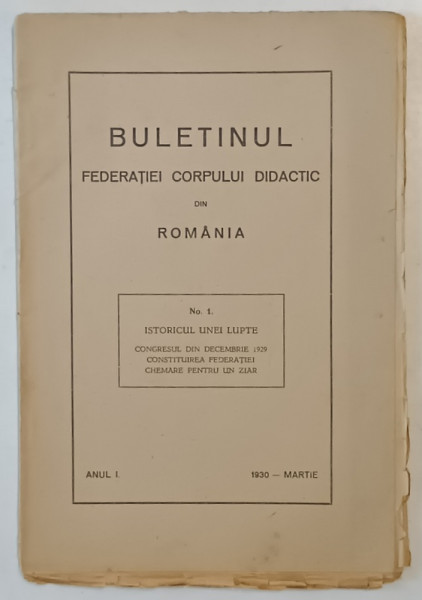 BULETINUL
FEDERAȚIEI CORPULUI DIDACTIC
DIN
ROMÂNIA
No. 1.
ISTORICUL UNEI LUPTE
CONGRESUL DIN DECEMBRIE 1929
CONSTITUIREA FEDERAȚIEI
CHEMARE PENTRU UN ZIAR
ANUL I. 1930 — MARTIE